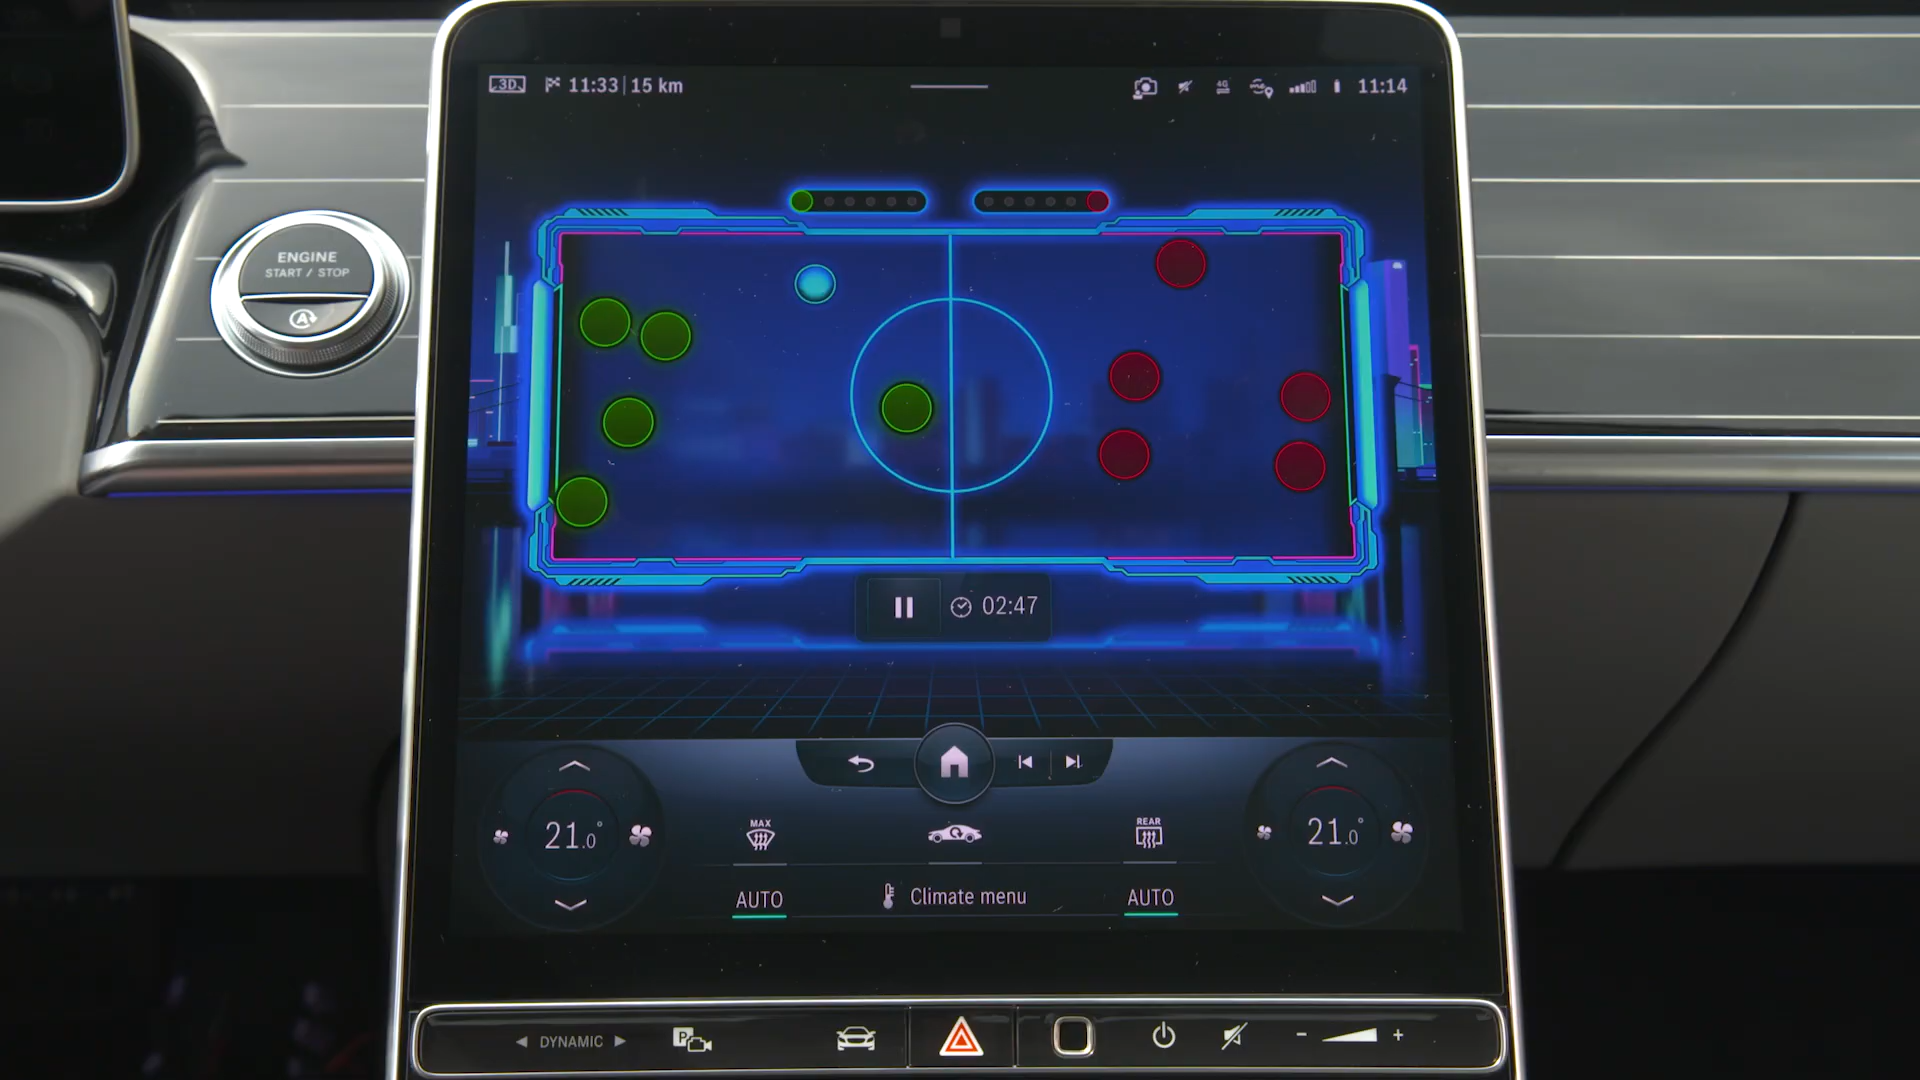 3D 11:33 15 km
4G 11:14
ENGINE
START / STOP
A
02:47
MAX
REAR
21.0°
21.0°
AUTO Climate menu AUTO
DYNAMIC P - +